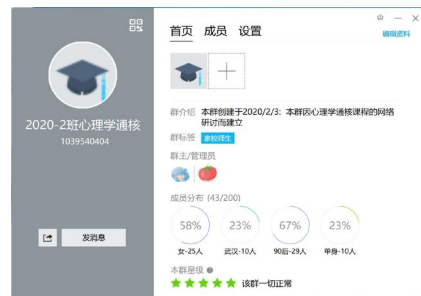 首页 成员 设置
编辑资料
2020-2班心理学通核
1039540404
发消息
群介绍 本群创建于2020/2/3: 本群因心理学通核课程的网络
研讨而建立
群标签 家校师生
群主/管理员
成员分布 (43/200)
58% 23% 67% 23%
女-25人 武汉-10人 90后-29人 单身-10人
本群星级
该群一切正常